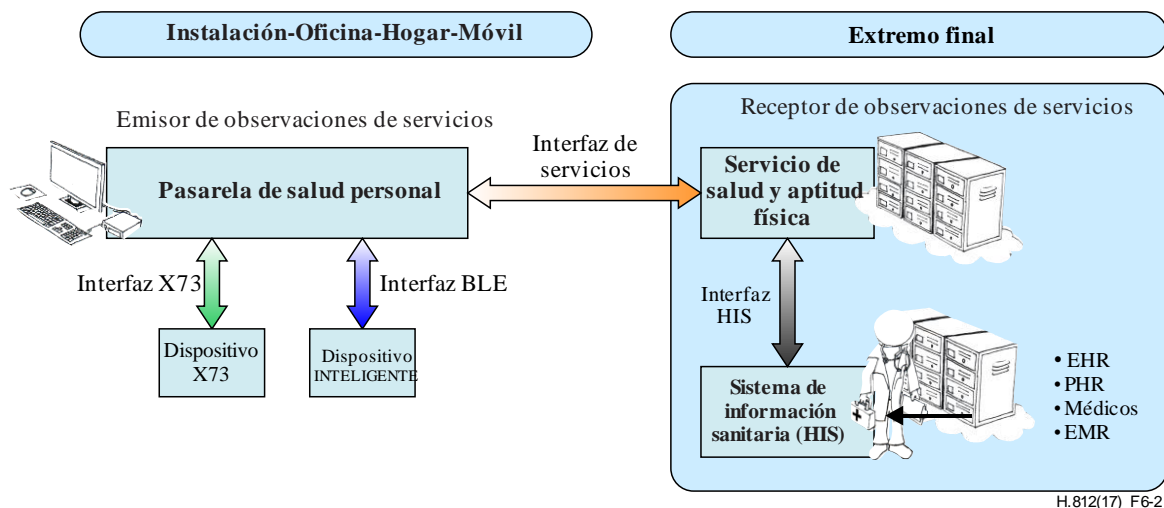 Instalación-Oficina-Hogar-Móvil
Extremo final
Emisor de observaciones de servicios
Pasarela de salud personal
Interfaz de
servicios
Receptor de observaciones de servicios
Servicio de
salud y aptitud
física
Interfaz X73
Interfaz BLE
Interfaz
HIS
Dispositivo
X73
Dispositivo
INTELIGENTE
Sistema de
información
sanitaria (HIS)
• EHR
• PHR
• Médicos
• EMR
H.812(17)_F6-2